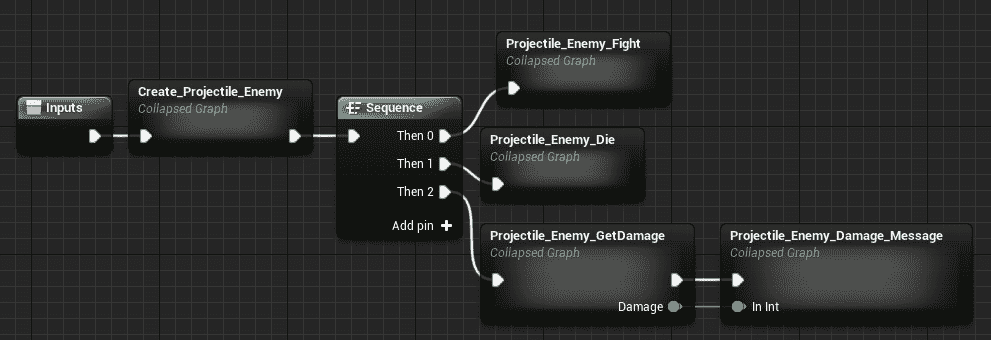 Inputs
Create_Projectile_Enemy
Collapsed Graph
Sequence
Then 0
Then 1
Then 2
Add pin
Projectile_Enemy_Fight
Collapsed Graph
Projectile_Enemy_Die
Collapsed Graph
Projectile_Enemy_GetDamage
Collapsed Graph
Damage
Projectile_Enemy_Damage_Message
Collapsed Graph
In Int